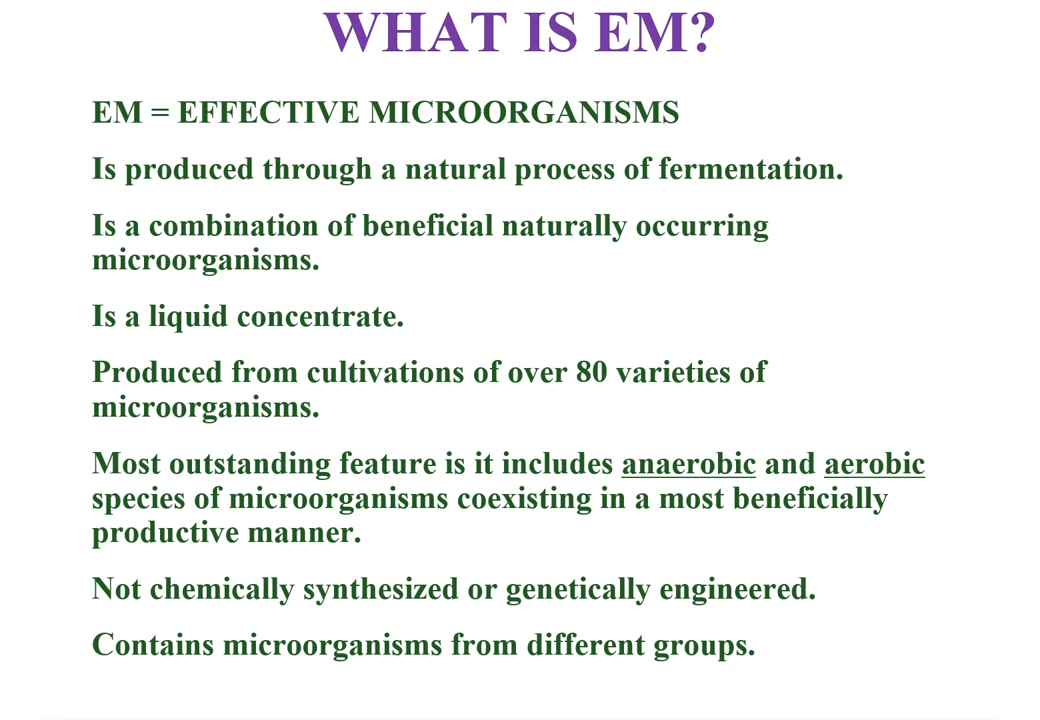 WHAT IS EM?
EM = EFFECTIVE MICROORGANISMS
Is produced through a natural process of fermentation.
Is a combination of beneficial naturally occurring
microorganisms.
Is a liquid concentrate.
Produced from cultivations of over 80 varieties of
microorganisms.
Most outstanding feature is it includes anaerobic and aerobic
species of microorganisms coexisting in a most beneficially
productive manner.
Not chemically synthesized or genetically engineered.
Contains microorganisms from different groups.